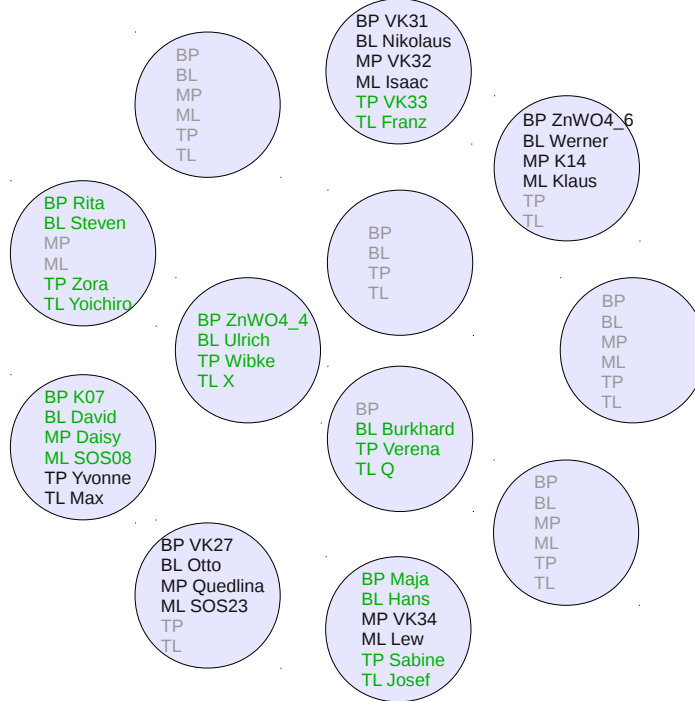 BP VK31
BL Nikolaus
MP VK32
ML Isaac
TP VK33
TL Franz
BP
BL
MP
ML
TP
TL
BP ZnWO4_6
BL Werner
MP K14
ML Klaus
TP
TL
BP Rita
BL Steven
MP
ML
TP Zora
TL Yoichiro
BP
BL
TP
TL
BP ZnWO4_4
BL Ulrich
TP Wibke
TL X
BP
BL
MP
ML
TP
TL
BP K07
BL David
MP Daisy
ML SOS08
TP Yvonne
TL Max
BP
BL Burkhard
TP Verena
TL Q
BP
BL
MP
ML
TP
TL
BP VK27
BL Otto
MP Quedlina
ML SOS23
TP
TL
BP Maja
BL Hans
MP VK34
ML Lew
TP Sabine
TL Josef